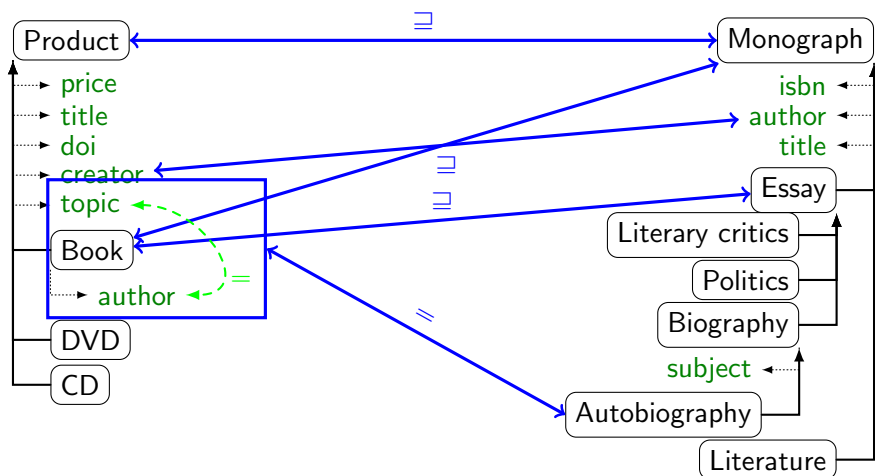 ⊒
Product
Monograph
price
isbn
title
author
doi
title
creator
⊒
topic
⊒
Essay
Book
Literary critics
=
Politics
author
=
Biography
DVD
subject
CD
Autobiography
Literature